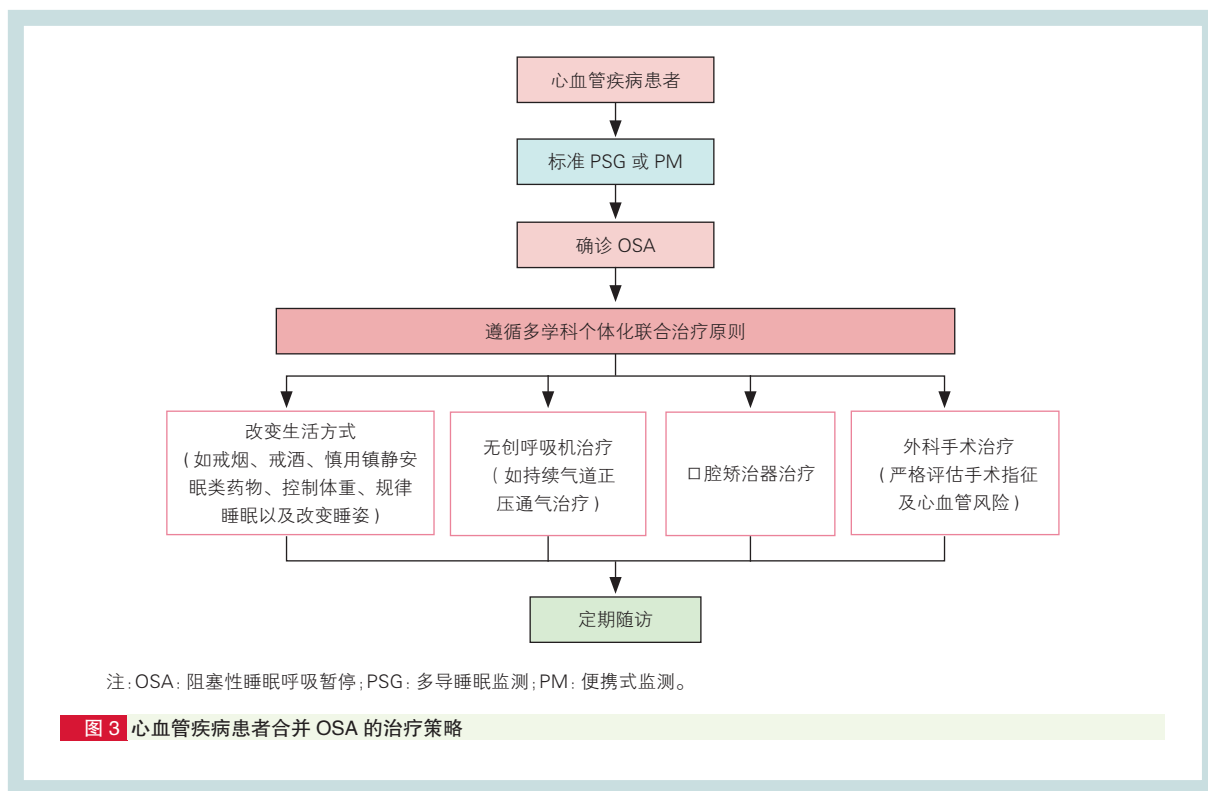 心血管疾病患者
标准 PSG 或 PM
确诊 OSA
遵循多学科个体化联合治疗原则
改变生活方式
(如戒烟、戒酒、慎用镇静安
眠类药物、控制体重、规律
睡眠以及改变睡姿)
无创呼吸机治疗
(如持续气道正
压通气治疗)
口腔矫治器治疗
外科手术治疗
(严格评估手术指征
及心血管风险)
定期随访
注:OSA: 阻塞性睡眠呼吸暂停;PSG: 多导睡眠监测;PM: 便携式监测。
图 3 心血管疾病患者合并 OSA 的治疗策略